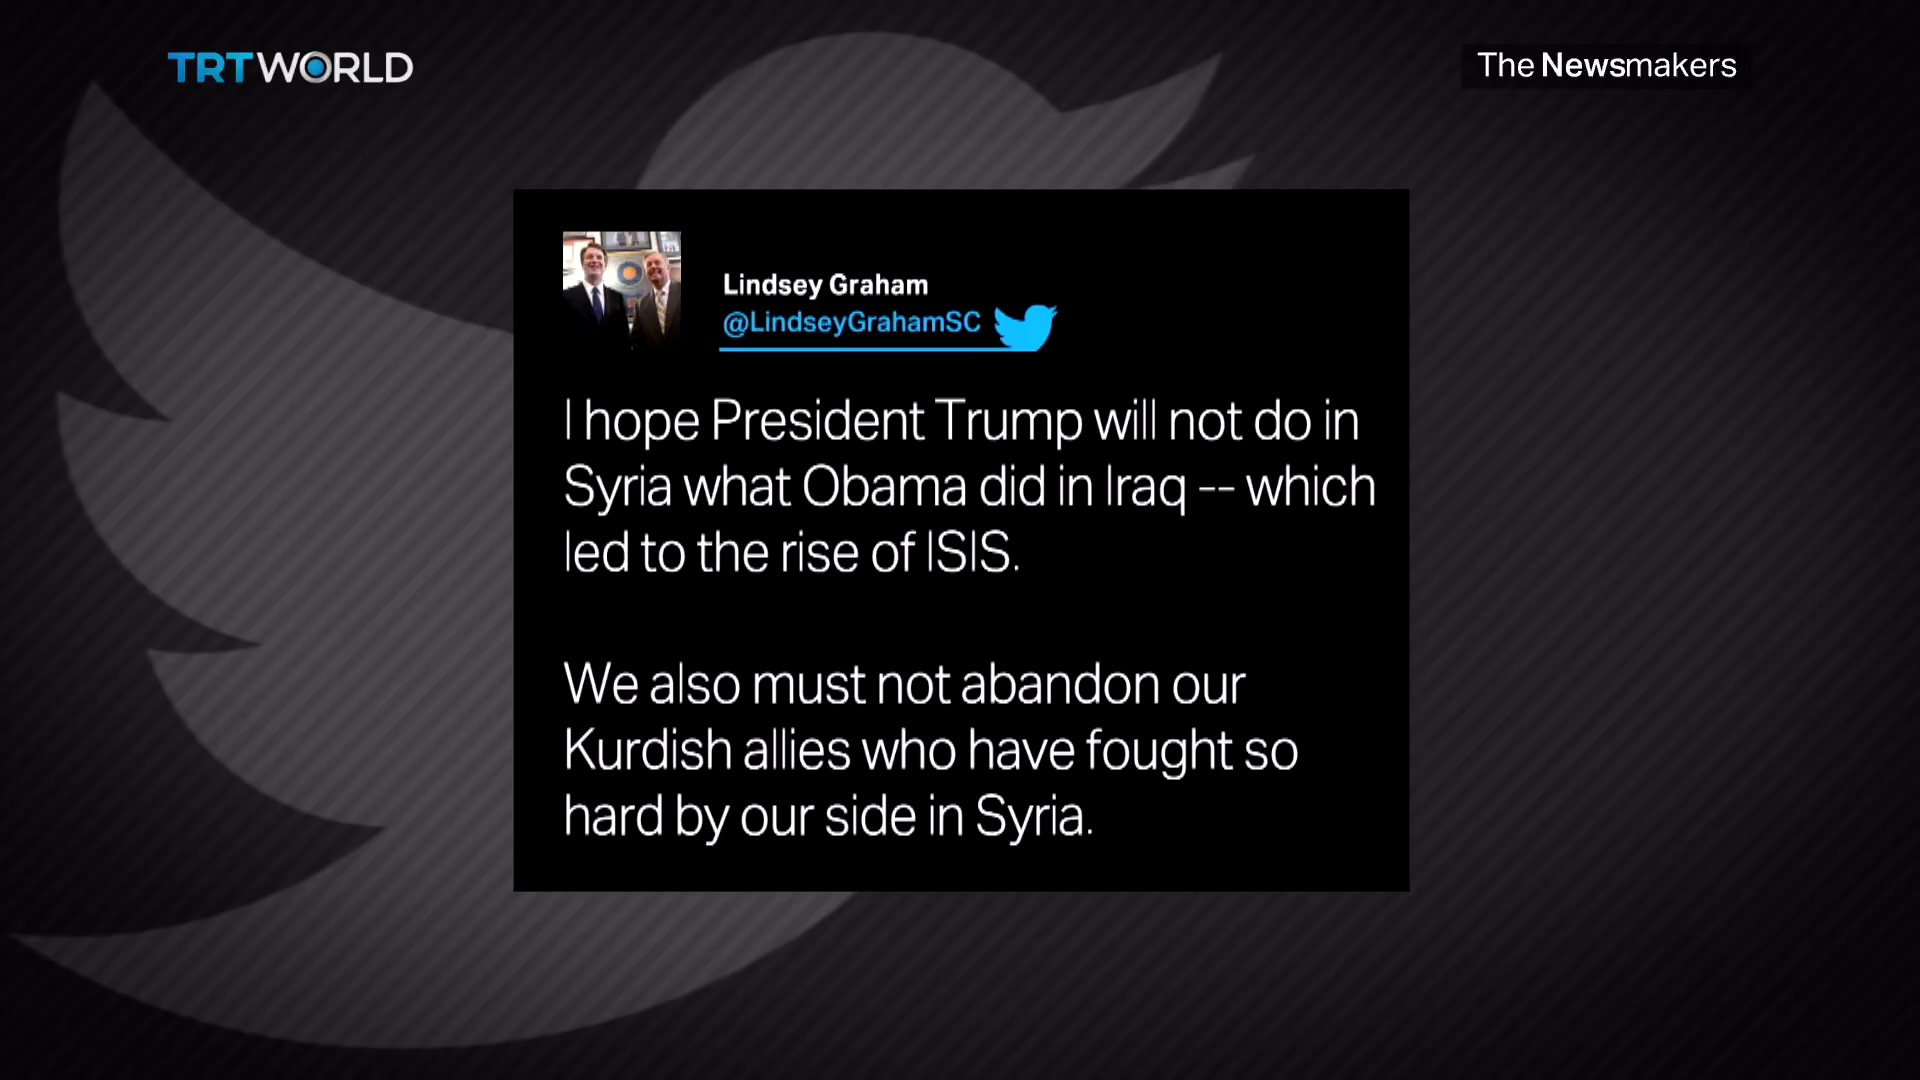 TRT WORLD
The Newsmakers
Lindsey Graham
@LindseyGrahamSC
I hope President Trump will not do in
Syria what Obama did in Iraq -- which
led to the rise of ISIS.
We also must not abandon our
Kurdish allies who have fought so
hard by our side in Syria.